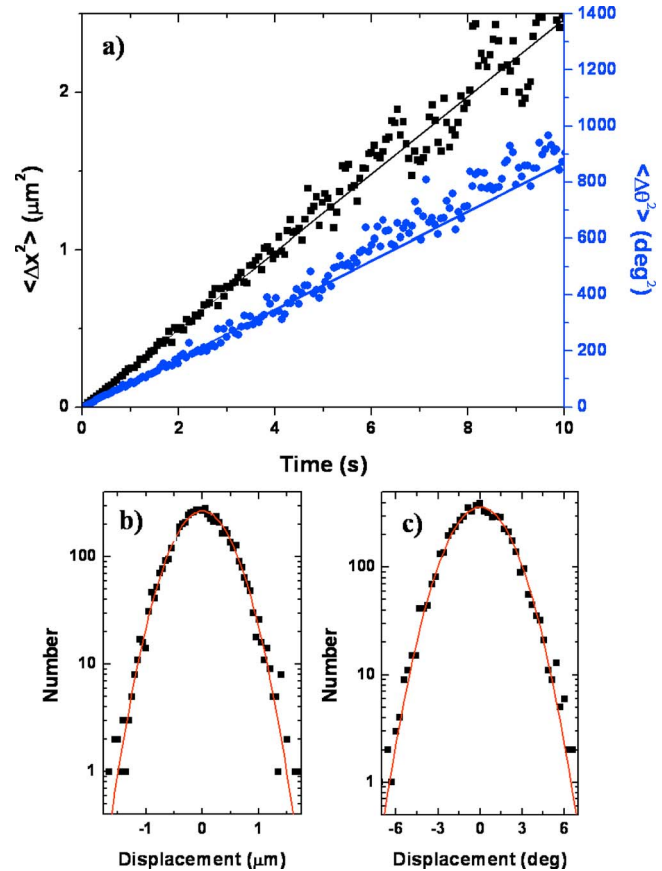 a)
2
1
0
<Δx²> (μm²)
1400
1200
1000
800
600
400
200
0
<Δθ²> (deg²)
0 2 4 6 8 10
Time (s)
b)
100
10
1
Number
-1 0 1
Displacement (μm)
c)
100
10
1
Number
-6 -3 0 3 6
Displacement (deg)